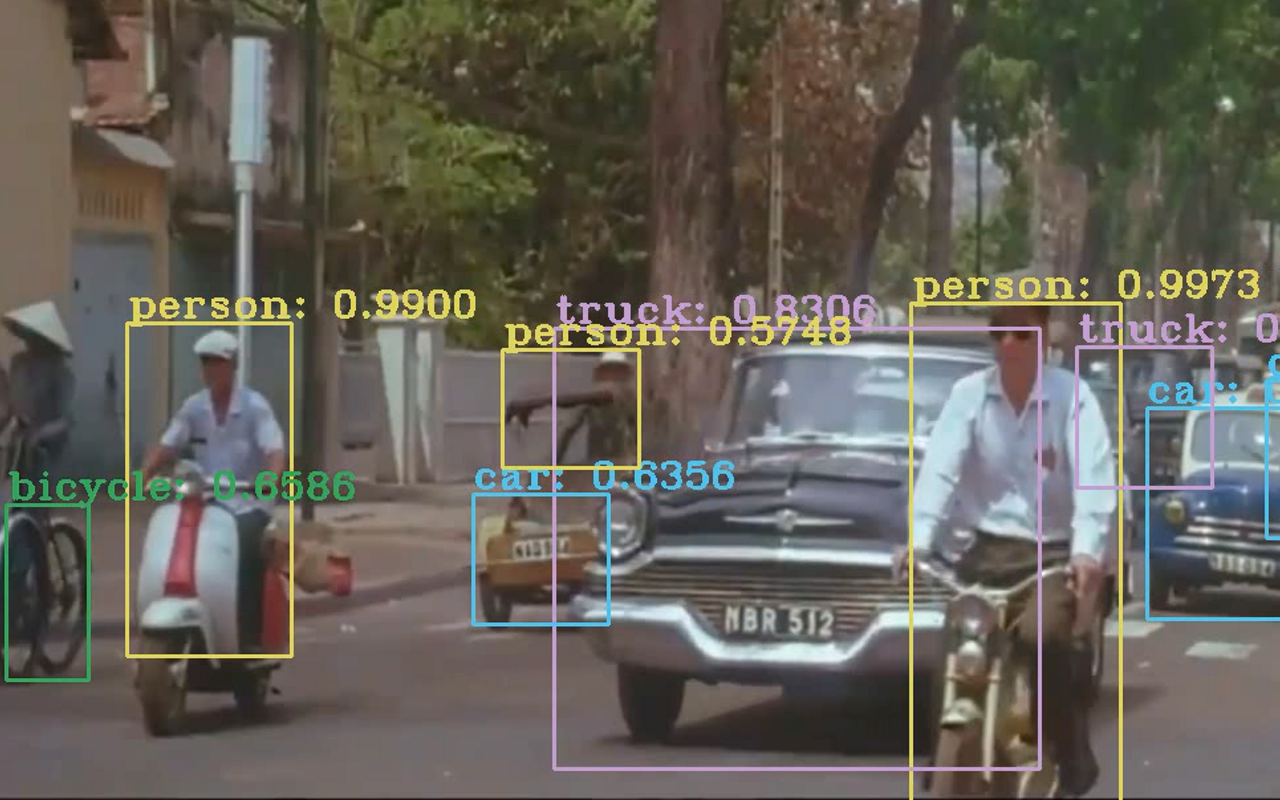 person: 0.9973
person: 0.9900
truck: 0.8306
truck: 0
person: 0.5748
car:
car: 0.6356
bicycle: 0.6586
NBR 512